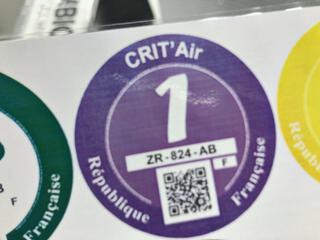 CRIT'Air
1
ZR-824-AB
F
République Française
B
F
Française